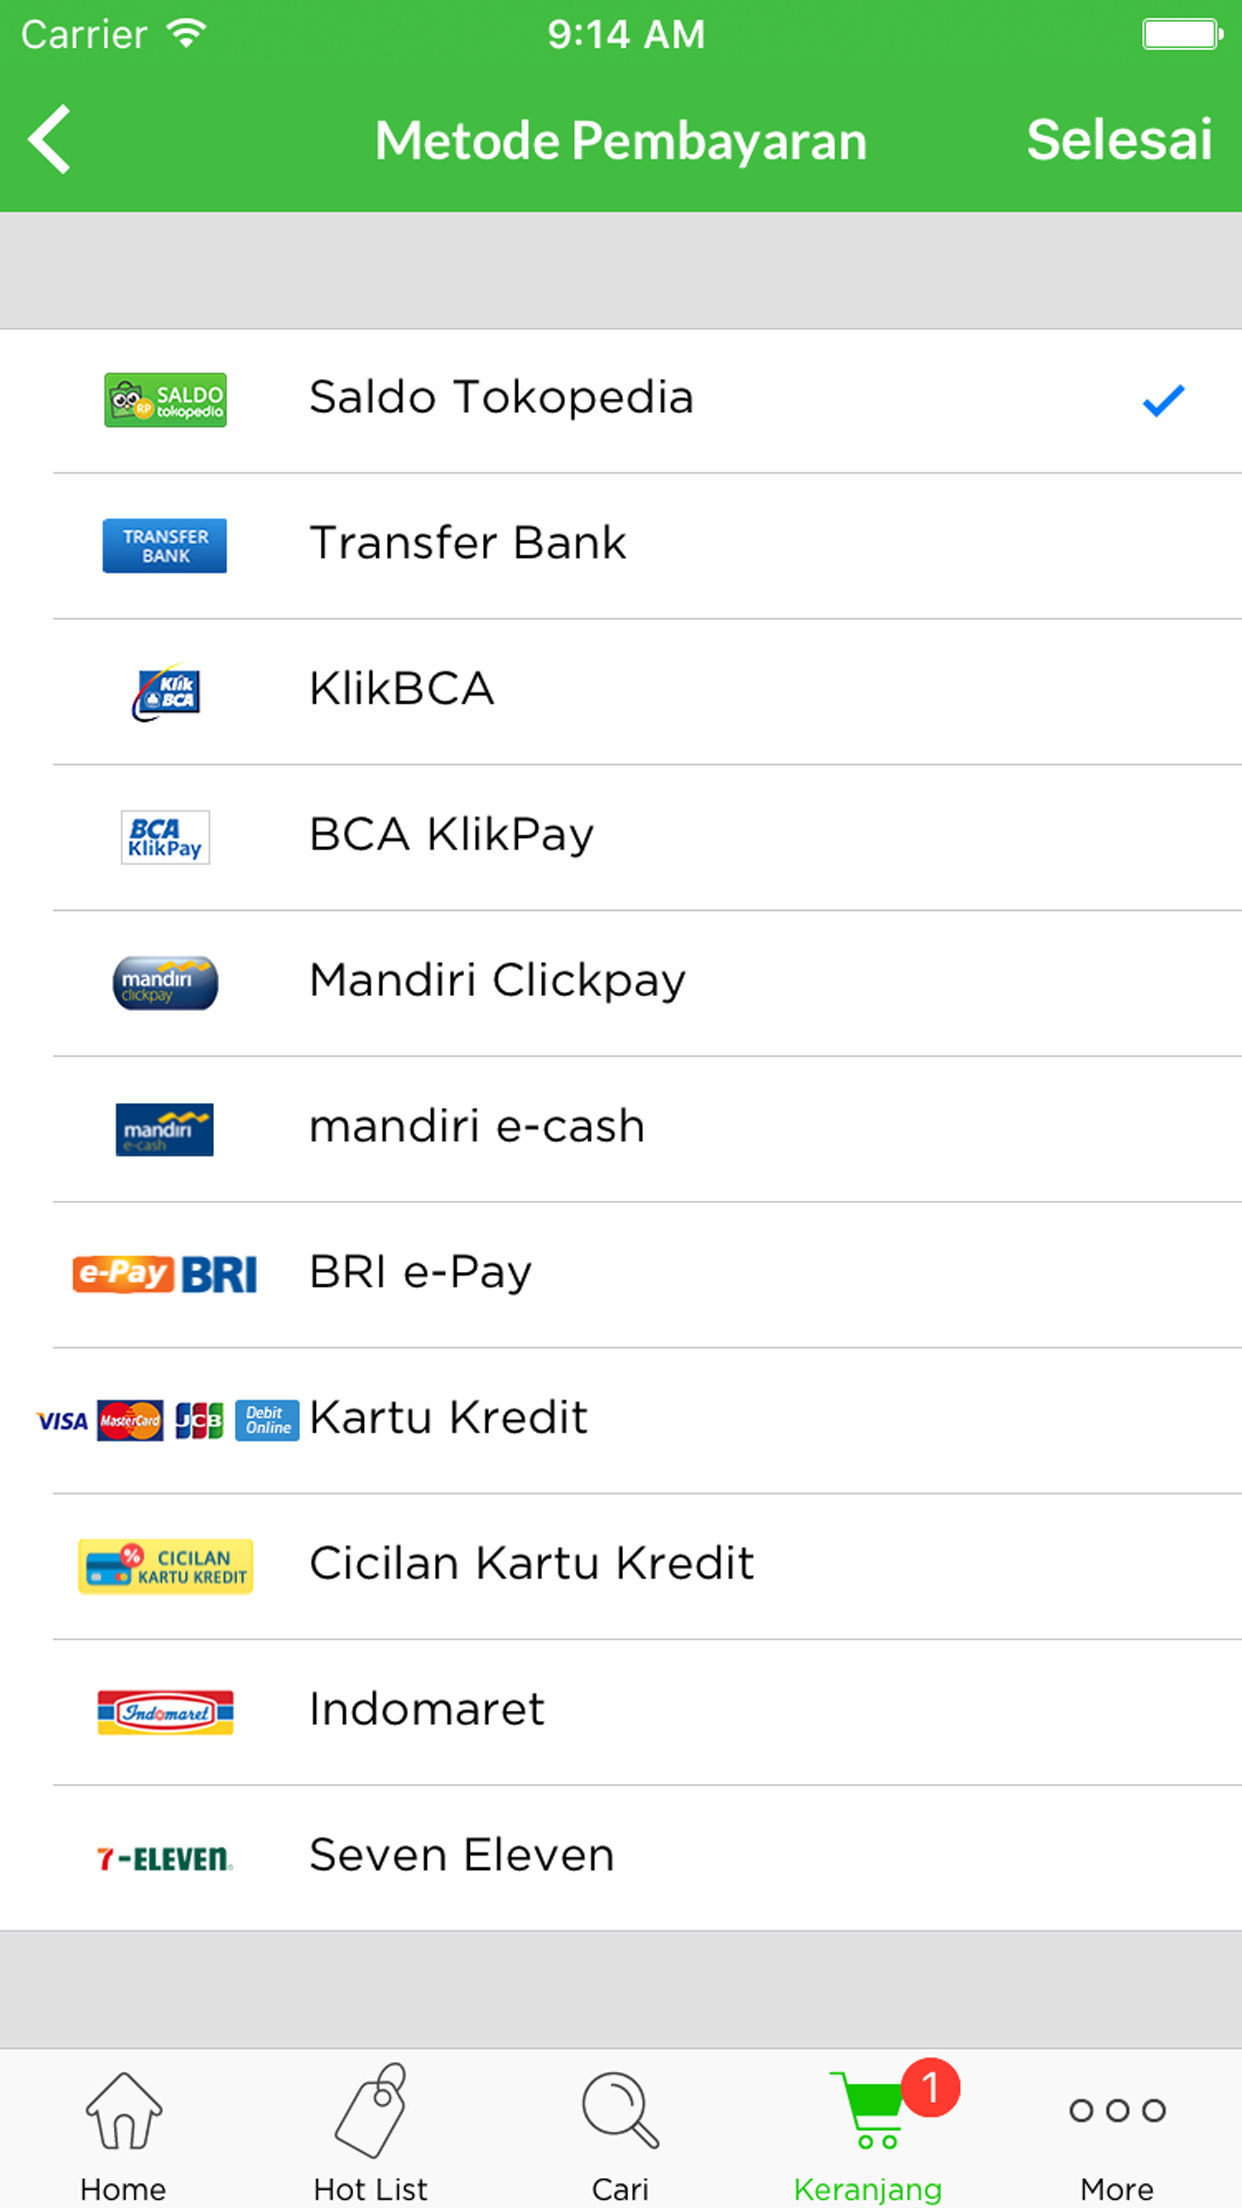 Carrier 9:14 AM
Metode Pembayaran Selesai
SALDO
tokopedia
RP
Saldo Tokopedia
TRANSFER
BANK
Transfer Bank
Klik
BCA
KlikBCA
BCA
KlikPay
BCA KlikPay
mandiri
clickpay
Mandiri Clickpay
mandiri
e-cash
mandiri e-cash
e-Pay BRI
BRI e-Pay
VISA MasterCard JCB Debit
Online
Kartu Kredit
% CICILAN
KARTU KREDIT
Cicilan Kartu Kredit
Indomaret
Indomaret
7-ELEVEn
Seven Eleven
1
Home Hot List Cari Keranjang More